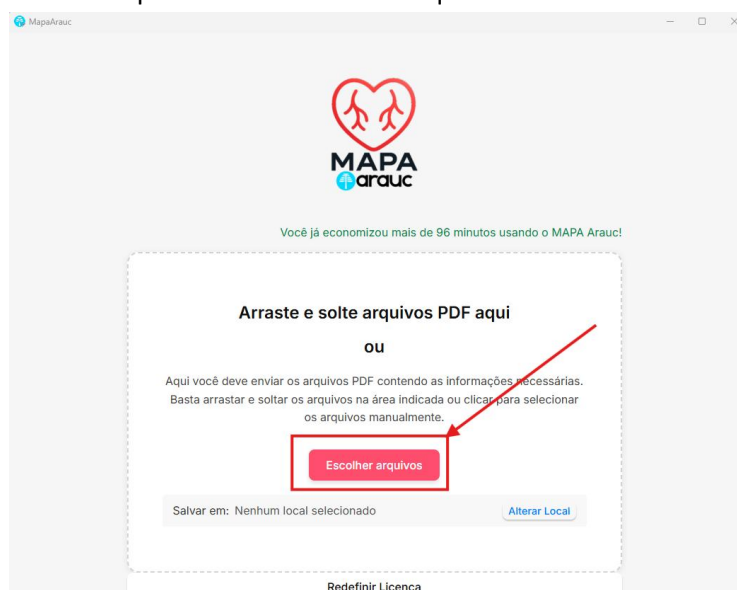 MapaArauc
MAPA
arauc
Você já economizou mais de 96 minutos usando o MAPA Arauc!
Arraste e solte arquivos PDF aqui
ou
Aqui você deve enviar os arquivos PDF contendo as informações necessárias.
Basta arrastar e soltar os arquivos na área indicada ou clicar para selecionar
os arquivos manualmente.
Escolher arquivos
Salvar em: Nenhum local selecionado
Alterar Local
Redefinir Licença